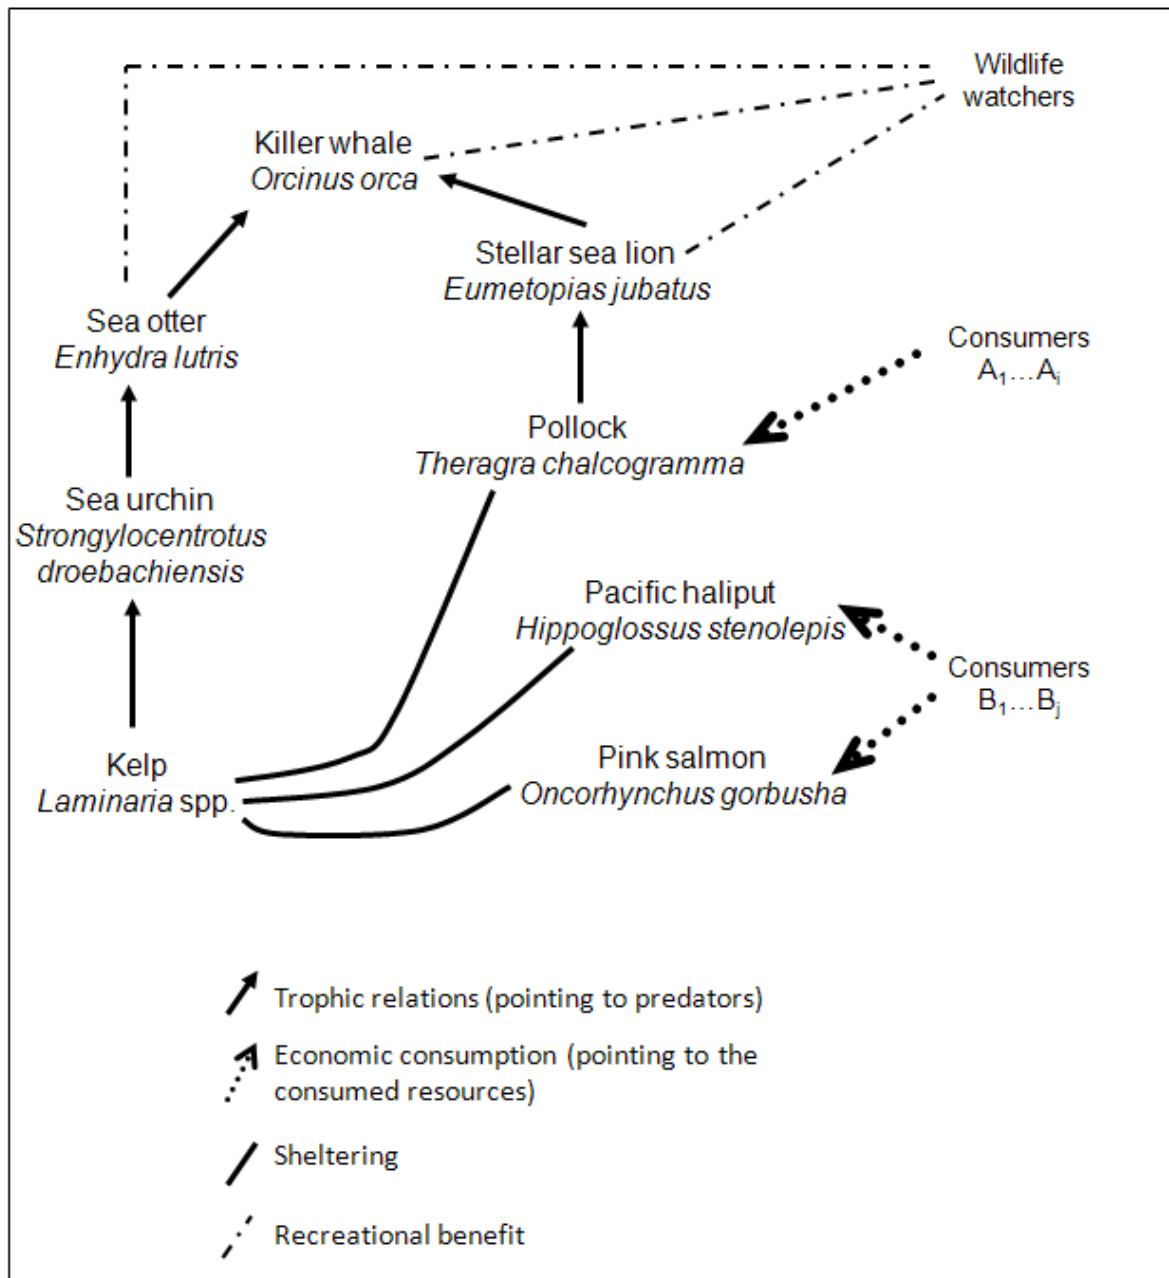 Wildlife
watchers
Killer whale
Orcinus orca
Stellar sea lion
Eumetopias jubatus
Sea otter
Enhydra lutris
Consumers
A₁...Aᵢ
Pollock
Theragra chalcogramma
Sea urchin
Strongylocentrotus
droebachiensis
Pacific haliput
Hippoglossus stenolepis
Consumers
B₁...Bⱼ
Kelp
Laminaria spp.
Pink salmon
Oncorhynchus gorbusha
Trophic relations (pointing to predators)
Economic consumption (pointing to the
consumed resources)
Sheltering
Recreational benefit